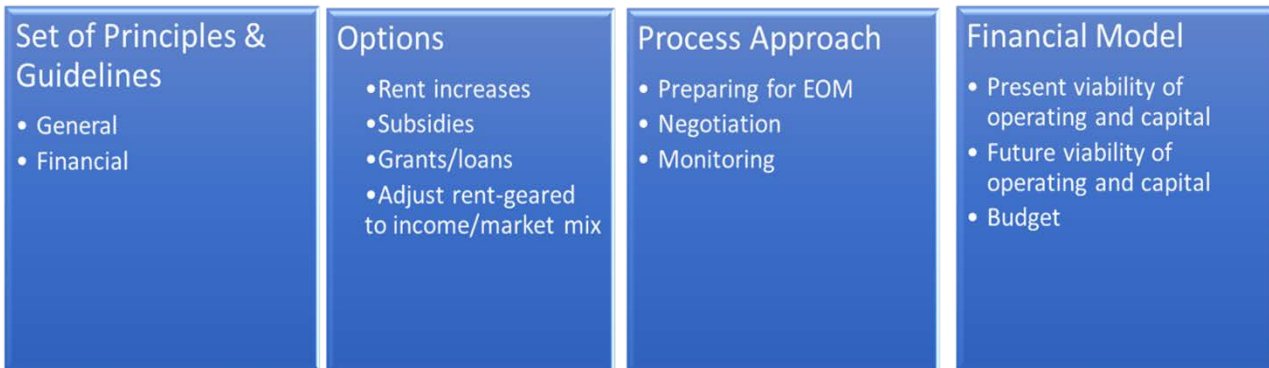 Set of Principles &
Guidelines
• General
• Financial
Options
•Rent increases
•Subsidies
•Grants/loans
•Adjust rent-geared
to income/market mix
Process Approach
• Preparing for EOM
• Negotiation
• Monitoring
Financial Model
• Present viability of
operating and capital
• Future viability of
operating and capital
• Budget